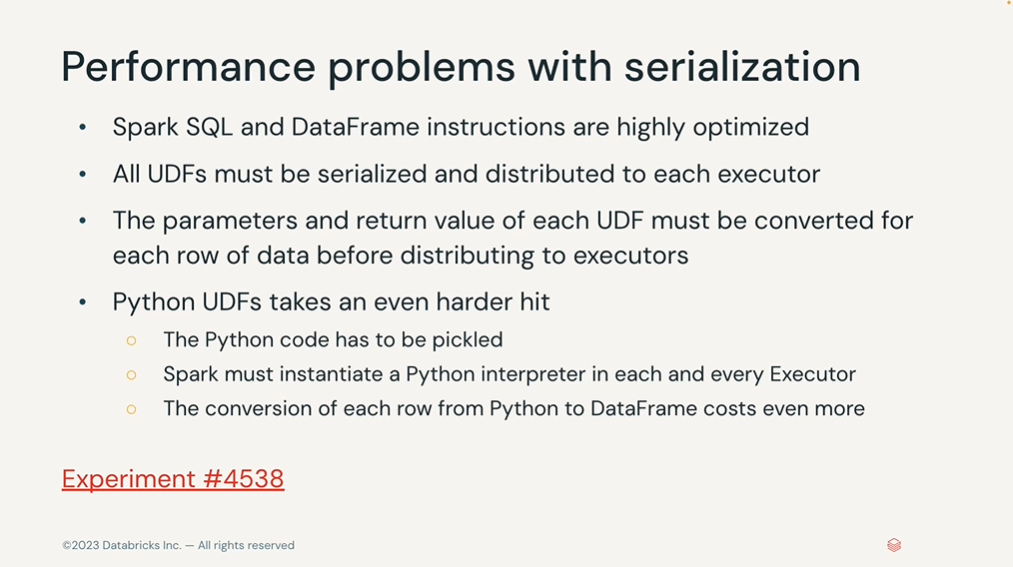 Performance problems with serialization
• Spark SQL and DataFrame instructions are highly optimized
• All UDFs must be serialized and distributed to each executor
• The parameters and return value of each UDF must be converted for
each row of data before distributing to executors
• Python UDFs takes an even harder hit
○ The Python code has to be pickled
○ Spark must instantiate a Python interpreter in each and every Executor
○ The conversion of each row from Python to DataFrame costs even more
Experiment #4538
©2023 Databricks Inc. — All rights reserved